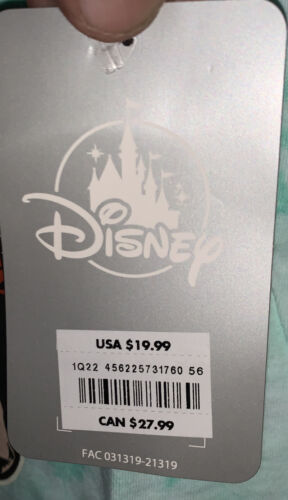 Disney
USA $19.99
1Q22 456225731760 56
CAN $27.99
FAC 031319-21319